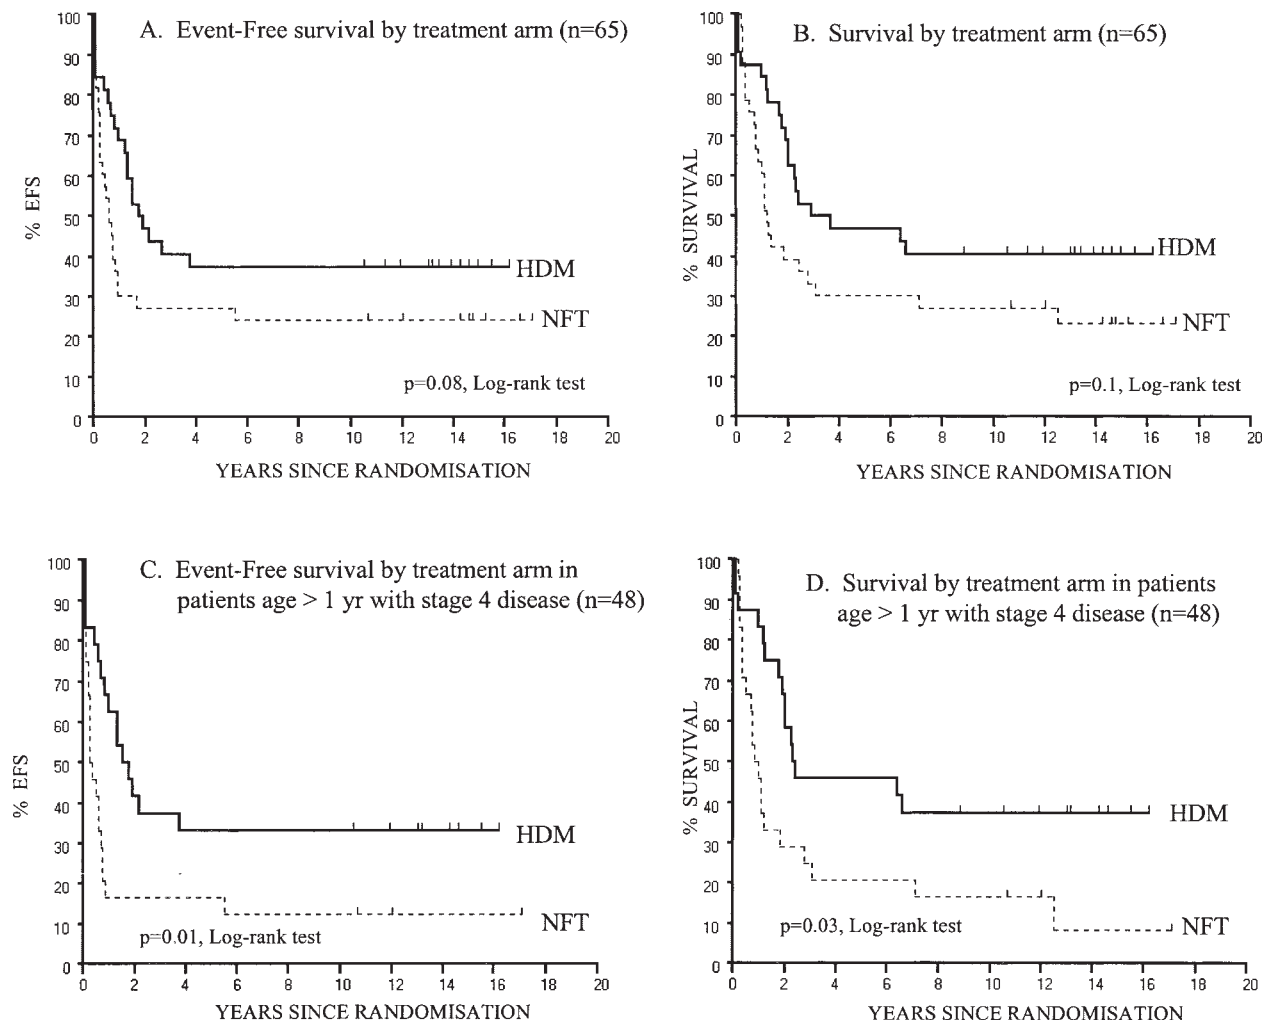 A. Event-Free survival by treatment arm (n=65)
% EFS
100
90
80
70
60
50
40
30
20
10
0
HDM
NFT
p=0.08, Log-rank test
0 2 4 6 8 10 12 14 16 18 20
YEARS SINCE RANDOMISATION
B. Survival by treatment arm (n=65)
% SURVIVAL
100
90
80
70
60
50
40
30
20
10
0
HDM
NFT
p=0.1, Log-rank test
0 2 4 6 8 10 12 14 16 18 20
YEARS SINCE RANDOMISATION
C. Event-Free survival by treatment arm in
patients age > 1 yr with stage 4 disease (n=48)
% EFS
100
90
80
70
60
50
40
30
20
10
0
HDM
NFT
p=0.01, Log-rank test
0 2 4 6 8 10 12 14 16 18 20
YEARS SINCE RANDOMISATION
D. Survival by treatment arm in patients
age > 1 yr with stage 4 disease (n=48)
% SURVIVAL
100
90
80
70
60
50
40
30
20
10
0
HDM
NFT
p=0.03, Log-rank test
0 2 4 6 8 10 12 14 16 18 20
YEARS SINCE RANDOMISATION